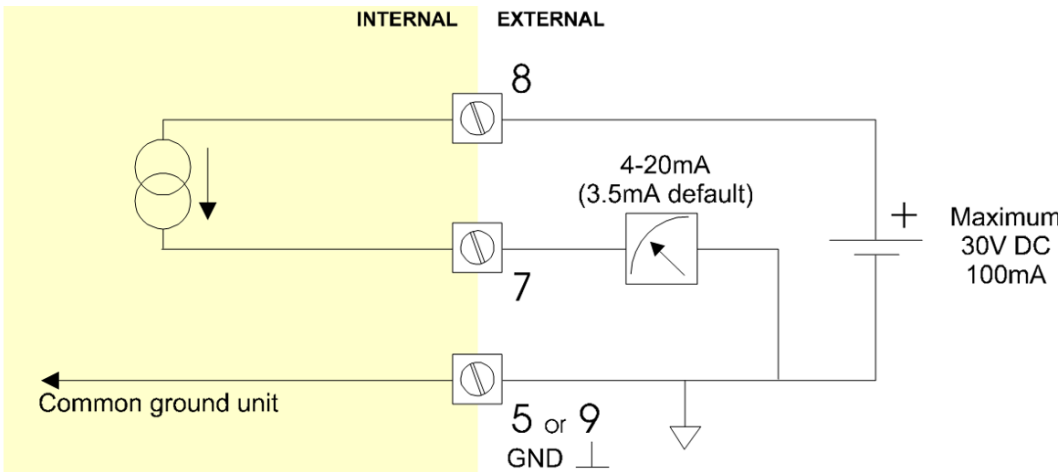 INTERNAL EXTERNAL
8
4-20mA
(3.5mA default)
+
Maximum
30V DC
100mA
7
Common ground unit
5 or 9
GND